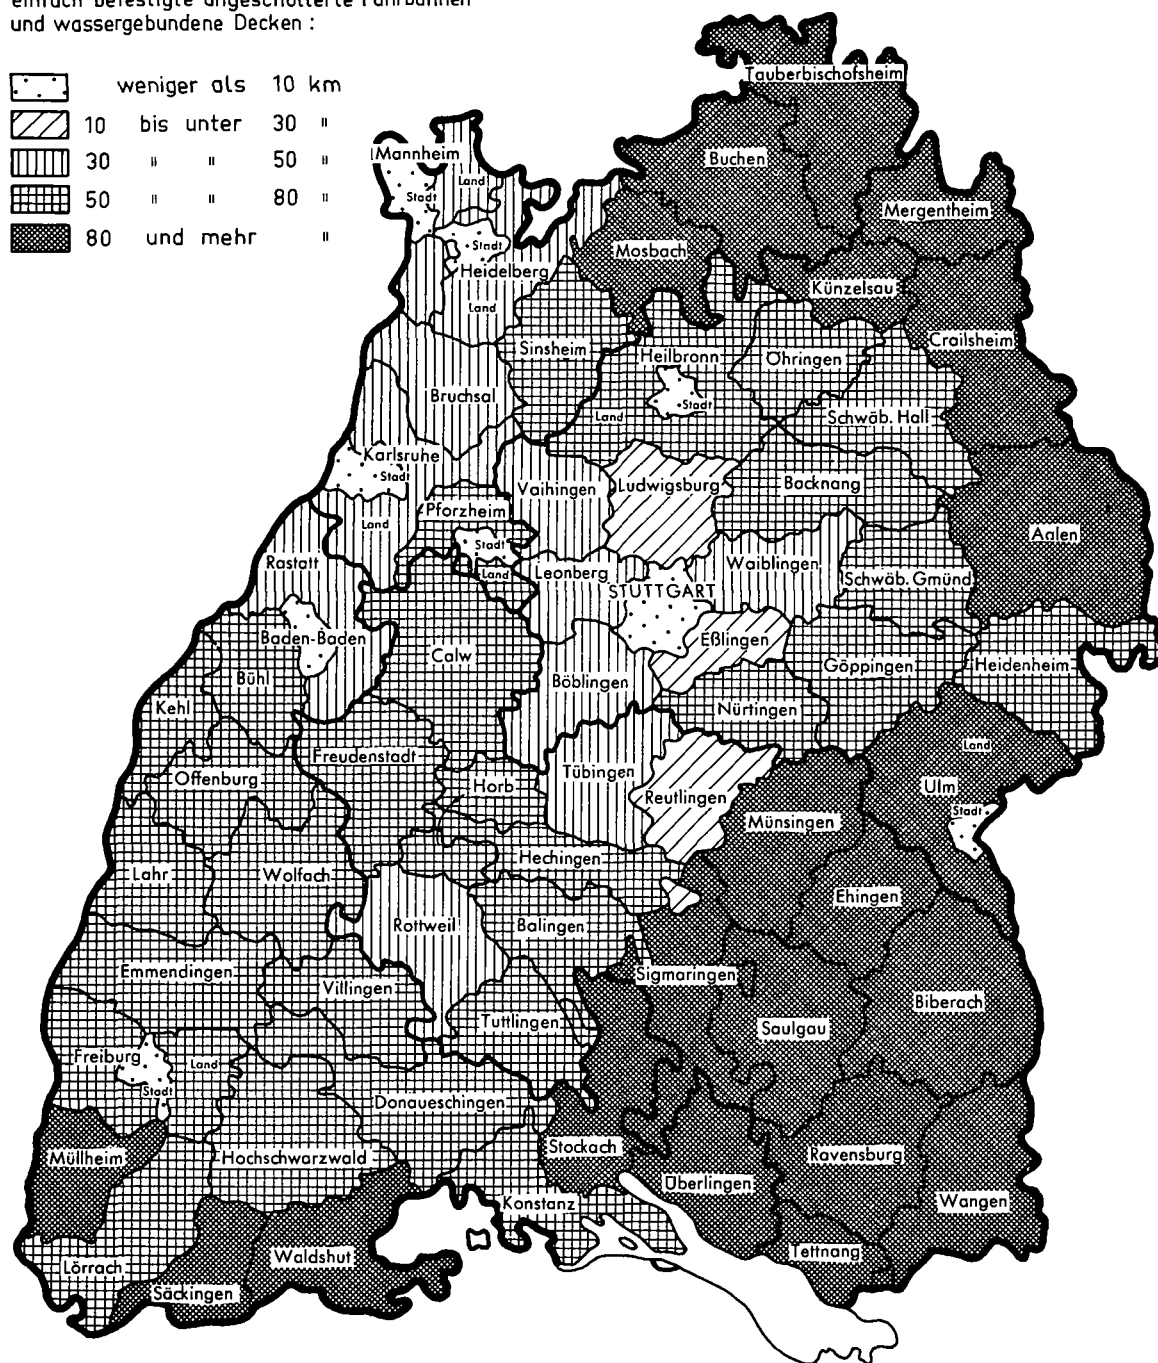 einfach befestigte angeschotterte Fahrbahnen
und wassergebundene Decken :
weniger als 10 km
10 bis unter 30 "
30 " " 50 "
50 " " 80 "
80 und mehr "
Tauberbischofsheim
Buchen
Mannheim
Land
Stadt
Mergentheim
Mosbach
Stadt
Heidelberg
Künzelsau
Land
Crailsheim
Sinsheim
Heilbronn
Öhringen
Bruchsal
Stadt
Land
Schwäb. Hall
Karlsruhe
Stadt
Vaihingen
Ludwigsburg
Backnang
Pforzheim
Land
Aalen
Stadt
Rastatt
Leonberg
Waiblingen
Land
Schwäb. Gmünd
STUTTGART
Baden-Baden
Eßlingen
Calw
Göppingen
Heidenheim
Bühl
Böblingen
Kehl
Nürtingen
Land
Freudenstadt
Offenburg
Tübingen
Horb
Ulm
Reutlingen
Stadt
Münsingen
Hechingen
Lahr
Wolfach
Ehingen
Rottweil
Balingen
Emmendingen
Sigmaringen
Villingen
Biberach
Tuttlingen
Saulgau
Freiburg
Land
Stadt
Donaueschingen
Stockach
Müllheim
Hochschwarzwald
Ravensburg
Überlingen
Konstanz
Wangen
Waldshut
Tettnang
Lörrach
Säckingen